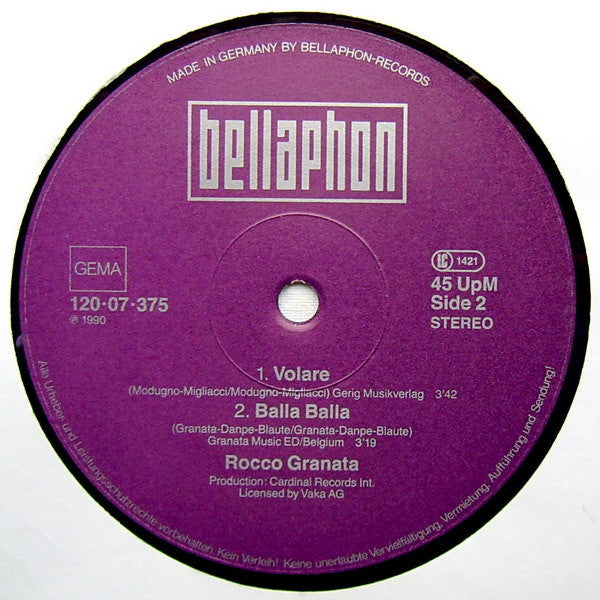 MADE IN GERMANY BY BELLAPHON-RECORDS
bellaphon
GEMA
120·07·375
℗ 1990
LC 1421
45 UpM
Side 2
STEREO
1. Volare
(Modugno-Migliacci/Modugno-Migliacci) Gerig Musikverlag 3'42
2. Balla Balla
(Granata-Danpe-Blaute/Granata-Danpe-Blaute)
Granata Music ED/Belgium 3'19
Rocco Granata
Production: Cardinal Records Int.
Licensed by Vaka AG
Alle Urheber- und Leistungsschutzrechte vorbehalten. Kein Verleih! Keine unerlaubte Vervielfältigung, Vermietung, Aufführung und Sendung!